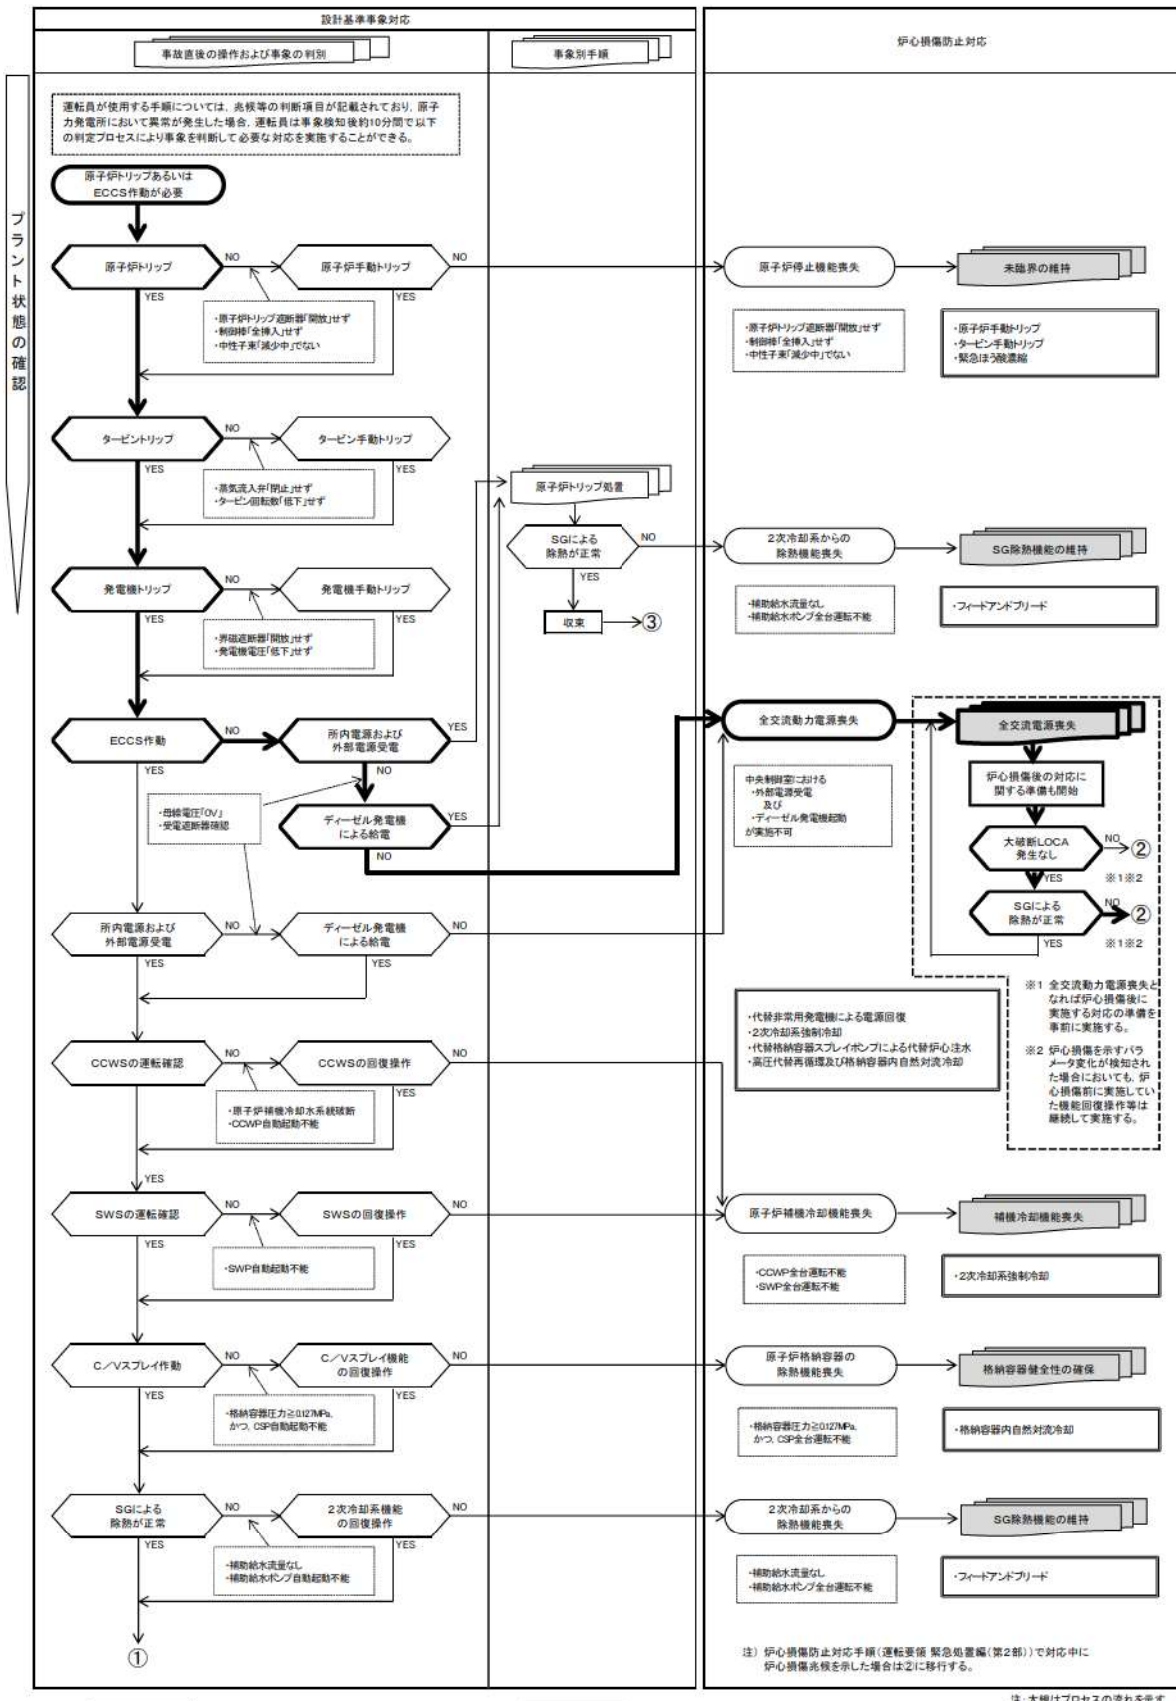 設計基準事象対応
事故直後の操作および事象の判別
事象別手順
炉心損傷防止対応
プラント状態の確認
運転員が使用する手順については、兆候等の判断項目が記載されており、原子
力発電所において異常が発生した場合、運転員は事象検知後約10分間で以下
の判定プロセスにより事象を判断して必要な対応を実施することができる。
原子炉トリップあるいは
ECCS作動が必要
原子炉トリップ
NO
YES
原子炉手動トリップ
NO
YES
・原子炉トリップ遮断器「開放」せず
・制御棒「全挿入」せず
・中性子束「減少中」でない
原子炉停止機能喪失
未臨界の維持
・原子炉トリップ遮断器「開放」せず
・制御棒「全挿入」せず
・中性子束「減少中」でない
・原子炉手動トリップ
・タービン手動トリップ
・緊急ほう酸濃縮
タービントリップ
NO
YES
タービン手動トリップ
YES
・蒸気流入弁「閉止」せず
・タービン回転数「低下」せず
原子炉トリップ処置
SGによる
除熱が正常
NO
YES
収束
③
2次冷却系からの
除熱機能喪失
SG除熱機能の維持
・補助給水流量なし
・補助給水ポンプ全台運転不能
・フィードアンドブリード
発電機トリップ
NO
YES
発電機手動トリップ
YES
・界磁遮断器「開放」せず
・発電機電圧「低下」せず
ECCS作動
NO
YES
所内電源および
外部電源受電
YES
NO
・母線電圧「0V」
・受電遮断器確認
ディーゼル発電機
による給電
YES
NO
全交流動力電源喪失
全交流電源喪失
中央制御室における
・外部電源受電
及び
・ディーゼル発電機起動
が実施不可
炉心損傷後の対応に
関する準備も開始
大破断LOCA
発生なし
NO
②
YES
※1※2
SGによる
除熱が正常
NO
②
YES
※1※2
所内電源および
外部電源受電
NO
YES
ディーゼル発電機
による給電
NO
YES
※1 全交流動力電源喪失と
なれば炉心損傷後に
実施する対応の準備を
事前に実施する。
※2 炉心損傷を示すパラ
メータ変化が検知され
た場合においても、炉
心損傷前に実施してい
た機能回復操作等は
継続して実施する。
・代替非常用発電機による電源回復
・2次冷却系強制冷却
・代替格納容器スプレイポンプによる代替炉心注水
・高圧代替再循環及び格納容器内自然対流冷却
CCWSの運転確認
NO
YES
CCWSの回復操作
NO
YES
・原子炉補機冷却水系統破断
・CCWP自動起動不能
SWSの運転確認
NO
YES
SWSの回復操作
NO
YES
・SWP自動起動不能
原子炉補機冷却機能喪失
補機冷却機能喪失
・CCWP全台運転不能
・SWP全台運転不能
・2次冷却系強制冷却
C/Vスプレイ作動
NO
YES
C/Vスプレイ機能
の回復操作
NO
YES
・格納容器圧力≧0.127MPa、
かつ、CSP自動起動不能
原子炉格納容器の
除熱機能喪失
格納容器健全性の確保
・格納容器圧力≧0.127MPa、
かつ、CSP全台運転不能
・格納容器内自然対流冷却
SGによる
除熱が正常
NO
YES
2次冷却系機能
の回復操作
NO
YES
・補助給水流量なし
・補助給水ポンプ自動起動不能
2次冷却系からの
除熱機能喪失
SG除熱機能の維持
・補助給水流量なし
・補助給水ポンプ全台運転不能
・フィードアンドブリード
①
注) 炉心損傷防止対応手順(運転要領 緊急処置編(第2部))で対応中に
炉心損傷兆候を示した場合は②に移行する。
注:太線はプロセスの流れを示す